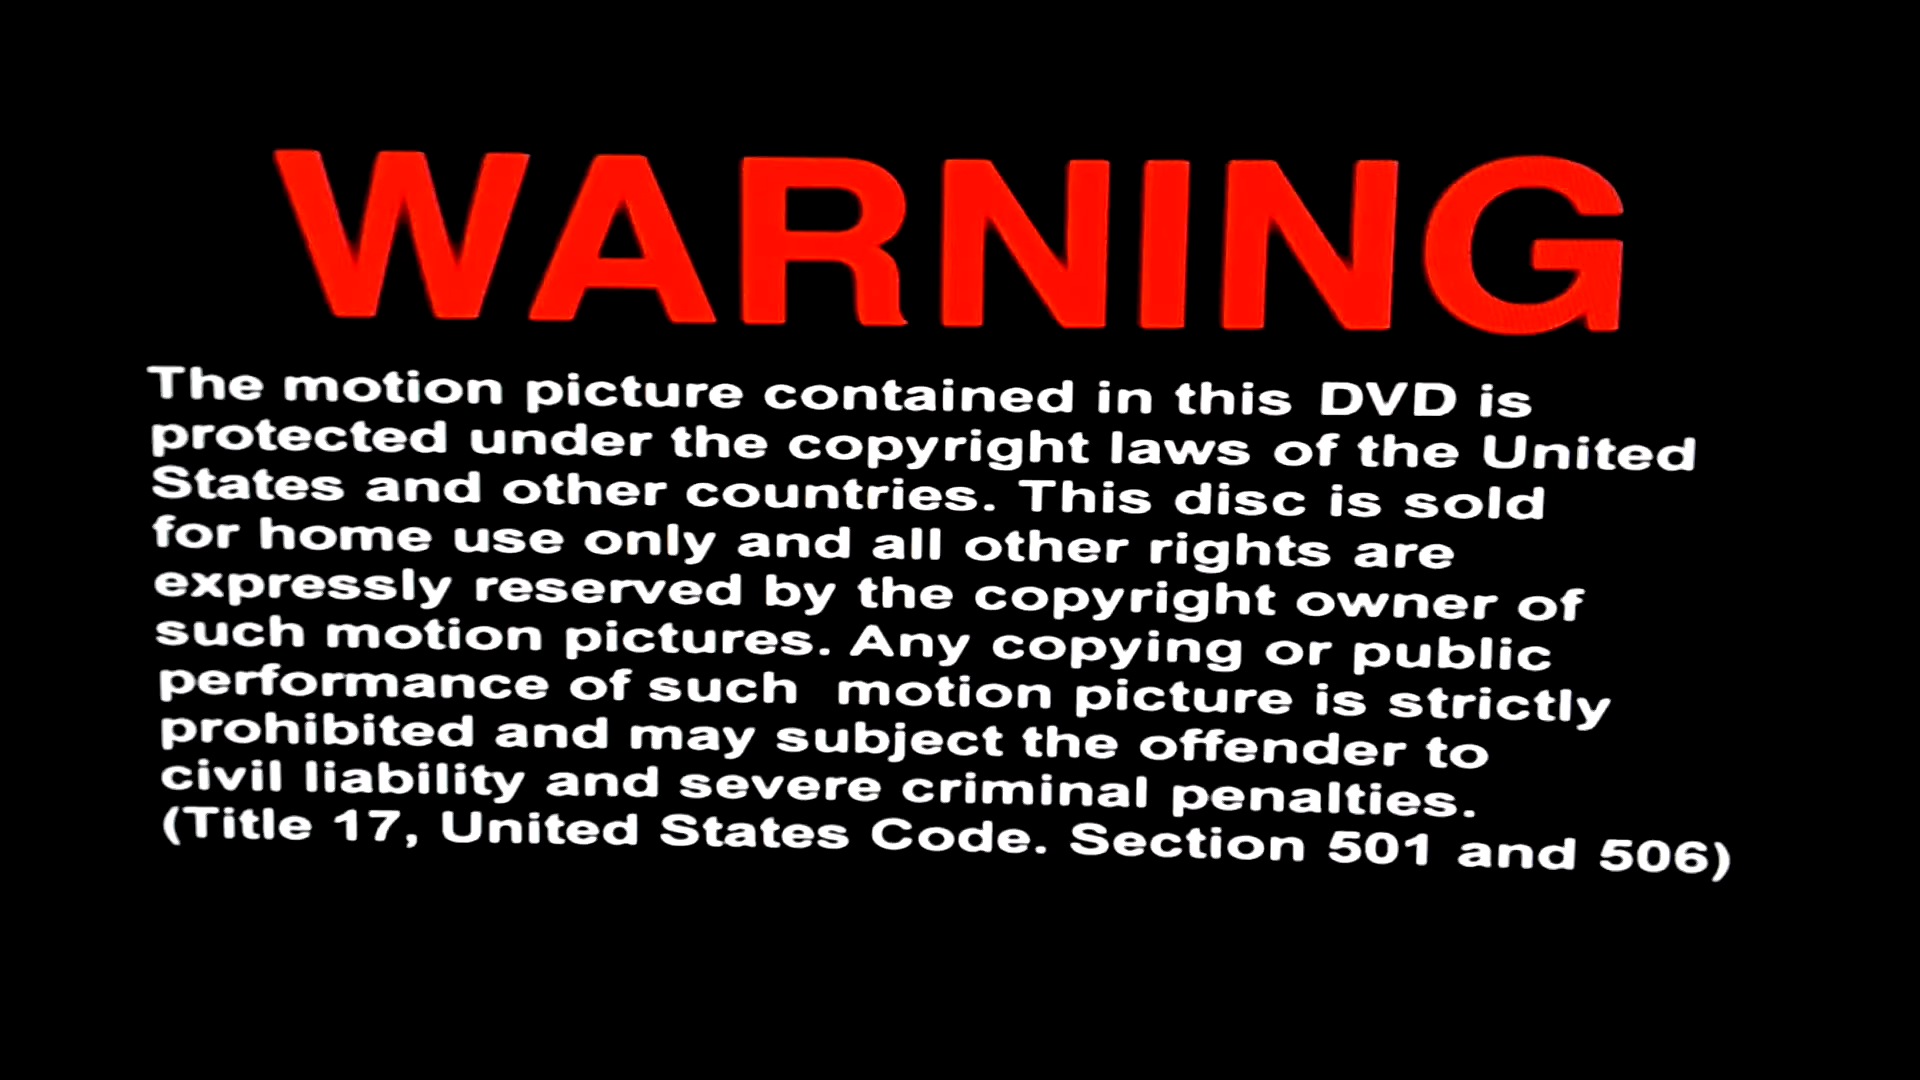 WARNING
The motion picture contained in this DVD is
protected under the copyright laws of the United
States and other countries. This disc is sold
for home use only and all other rights are
expressly reserved by the copyright owner of
such motion pictures. Any copying or public
performance of such  motion picture is strictly
prohibited and may subject the offender to
civil liability and severe criminal penalties.
(Title 17, United States Code. Section 501 and 506)